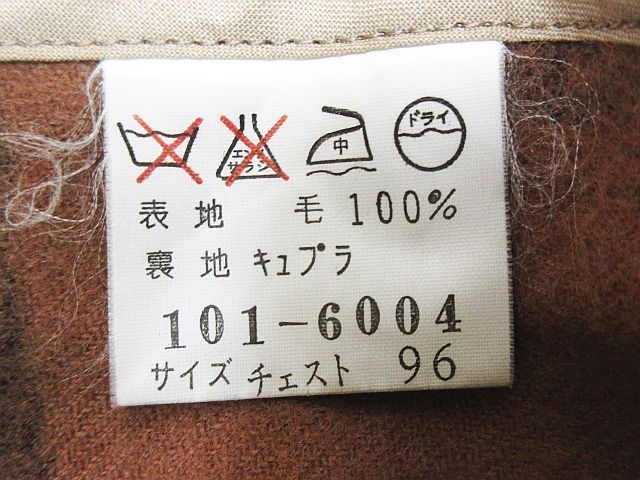 エンソ
サラシ
中
ドライ
表地 毛100%
裏地キュプラ
101-6004
サイズチェスト 96